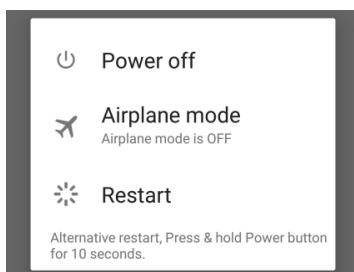 Power off
Airplane mode
Airplane mode is OFF
Restart
Alternative restart, Press & hold Power button
for 10 seconds.